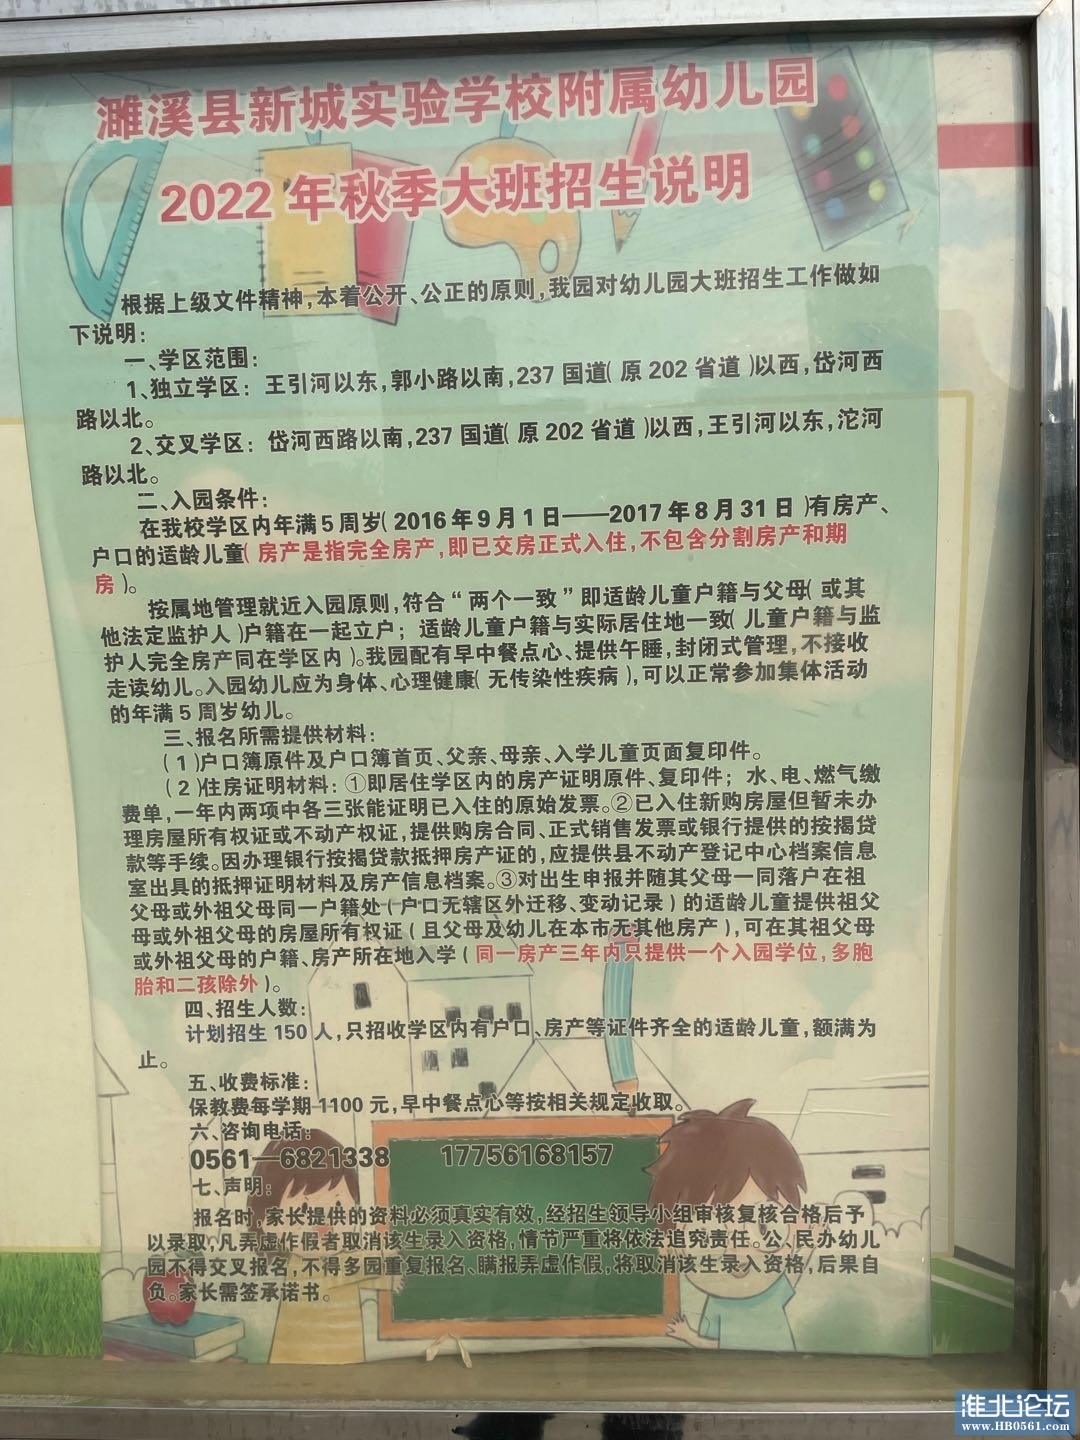 濉溪县新城实验学校附属幼儿园
2022 年秋季大班招生说明
根据上级文件精神,本着公开、公正的原则,我园对幼儿园大班招生工作做如
下说明:
一、学区范围:
1、独立学区: 王引河以东,郭小路以南,237 国道( 原 202 省道 )以西,岱河西
路以北。
2、交叉学区: 岱河西路以南,237 国道( 原 202 省道 )以西,王引河以东,沱河
路以北。
二、入园条件:
在我校学区内年满 5 周岁( 2016 年 9 月 1 日——2017 年 8 月 31 日 )有房产、
户口的适龄儿童( 房产是指完全房产,即已交房正式入住,不包含分割房产和期
房 )。
按属地管理就近入园原则,符合 “ 两个一致 ” 即适龄儿童户籍与父母( 或其
他法定监护人 )户籍在一起立户; 适龄儿童户籍与实际居住地一致( 儿童户籍与监
护人完全房产同在学区内 )。我园配有早中餐点心、提供午睡,封闭式管理,不接收
走读幼儿。入园幼儿应为身体、心理健康( 无传染性疾病 ),可以正常参加集体活动
的年满 5 周岁幼儿。
三、报名所需提供材料:
( 1 )户口簿原件及户口簿首页、父亲、母亲、入学儿童页面复印件。
( 2 )住房证明材料: ①即居住学区内的房产证明原件、复印件; 水、电、燃气缴
费单,一年内两项中各三张能证明已入住的原始发票。②已入住新购房屋但暂未办
理房屋所有权证或不动产权证,提供购房合同、正式销售发票或银行提供的按揭贷
款等手续。因办理银行按揭贷款抵押房产证的,应提供县不动产登记中心档案信息
室出具的抵押证明材料及房产信息档案。③对出生申报并随其父母一同落户在祖
父母或外祖父母同一户籍处 ( 户口无辖区外迁移、变动记录 ) 的适龄儿童提供祖父
母或外祖父母的房屋所有权证 ( 且父母及幼儿在本市无其他房产 ),可在其祖父母
或外祖父母的户籍、房产所在地入学 ( 同一房产三年内只提供一个入园学位,多胞
胎和二孩除外 )。
四、招生人数:
计划招生 150 人,只招收学区内有户口、房产等证件齐全的适龄儿童,额满为
止。
五、收费标准:
保教费每学期 1100 元,早中餐点心等按相关规定收取。
六、咨询电话:
0561—6821338 17756168157
七、声明:
报名时,家长提供的资料必须真实有效,经招生领导小组审核复核合格后予
以录取,凡弄虚作假者取消该生录入资格,情节严重将依法追究责任。公、民办幼儿
园不得交叉报名,不得多园重复报名、瞒报弄虚作假,将取消该生录入资格,后果自
负。家长需签承诺书。
淮北论坛
www.HB0561.com